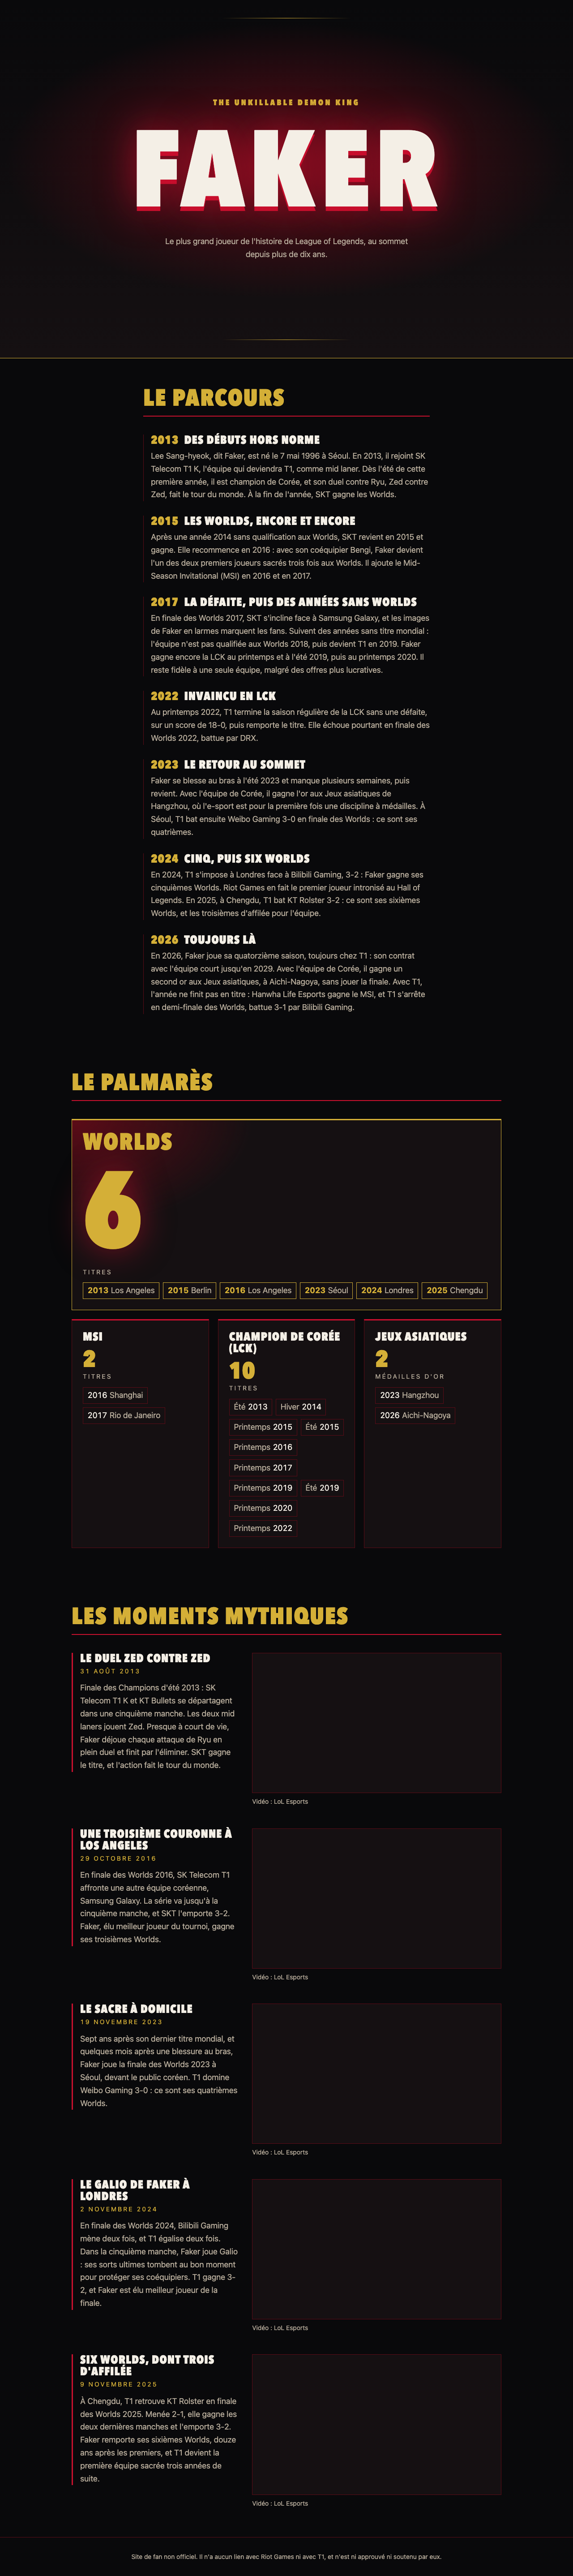 THE UNKILLABLE DEMON KING
FAKER
Le plus grand joueur de l'histoire de League of Legends, au sommet
depuis plus de dix ans.
LE PARCOURS
2013 DES DÉBUTS HORS NORME
Lee Sang-hyeok, dit Faker, est né le 7 mai 1996 à Séoul. En 2013, il rejoint SK
Telecom T1 K, l'équipe qui deviendra T1, comme mid laner. Dès l'été de cette
première année, il est champion de Corée, et son duel contre Ryu, Zed contre
Zed, fait le tour du monde. À la fin de l'année, SKT gagne les Worlds.
2015 LES WORLDS, ENCORE ET ENCORE
Après une année 2014 sans qualification aux Worlds, SKT revient en 2015 et
gagne. Elle recommence en 2016 : avec son coéquipier Bengi, Faker devient
l'un des deux premiers joueurs sacrés trois fois aux Worlds. Il ajoute le Mid-
Season Invitational (MSI) en 2016 et en 2017.
2017 LA DÉFAITE, PUIS DES ANNÉES SANS WORLDS
En finale des Worlds 2017, SKT s'incline face à Samsung Galaxy, et les images
de Faker en larmes marquent les fans. Suivent des années sans titre mondial :
l'équipe n'est pas qualifiée aux Worlds 2018, puis devient T1 en 2019. Faker
gagne encore la LCK au printemps et à l'été 2019, puis au printemps 2020. Il
reste fidèle à une seule équipe, malgré des offres plus lucratives.
2022 INVAINCU EN LCK
Au printemps 2022, T1 termine la saison régulière de la LCK sans une défaite,
sur un score de 18-0, puis remporte le titre. Elle échoue pourtant en finale des
Worlds 2022, battue par DRX.
2023 LE RETOUR AU SOMMET
Faker se blesse au bras à l'été 2023 et manque plusieurs semaines, puis
revient. Avec l'équipe de Corée, il gagne l'or aux Jeux asiatiques de
Hangzhou, où l'e-sport est pour la première fois une discipline à médailles. À
Séoul, T1 bat ensuite Weibo Gaming 3-0 en finale des Worlds : ce sont ses
quatrièmes.
2024 CINQ, PUIS SIX WORLDS
En 2024, T1 s'impose à Londres face à Bilibili Gaming, 3-2 : Faker gagne ses
cinquièmes Worlds. Riot Games en fait le premier joueur intronisé au Hall of
Legends. En 2025, à Chengdu, T1 bat KT Rolster 3-2 : ce sont ses sixièmes
Worlds, et les troisièmes d'affilée pour l'équipe.
2026 TOUJOURS LÀ
En 2026, Faker joue sa quatorzième saison, toujours chez T1 : son contrat
avec l'équipe court jusqu'en 2029. Avec l'équipe de Corée, il gagne un
second or aux Jeux asiatiques, à Aichi-Nagoya, sans jouer la finale. Avec T1,
l'année ne finit pas en titre : Hanwha Life Esports gagne le MSI, et T1 s'arrête
en demi-finale des Worlds, battue 3-1 par Bilibili Gaming.
LE PALMARÈS
WORLDS
6
TITRES
2013 Los Angeles 2015 Berlin 2016 Los Angeles 2023 Séoul 2024 Londres 2025 Chengdu
MSI
2
TITRES
2016 Shanghai
2017 Rio de Janeiro
CHAMPION DE CORÉE
(LCK)
10
TITRES
Été 2013 Hiver 2014
Printemps 2015 Été 2015
Printemps 2016
Printemps 2017
Printemps 2019 Été 2019
Printemps 2020
Printemps 2022
JEUX ASIATIQUES
2
MÉDAILLES D'OR
2023 Hangzhou
2026 Aichi-Nagoya
LES MOMENTS MYTHIQUES
LE DUEL ZED CONTRE ZED
31 AOÛT 2013
Finale des Champions d'été 2013 : SK
Telecom T1 K et KT Bullets se départagent
dans une cinquième manche. Les deux mid
laners jouent Zed. Presque à court de vie,
Faker déjoue chaque attaque de Ryu en
plein duel et finit par l'éliminer. SKT gagne
le titre, et l'action fait le tour du monde.
Vidéo : LoL Esports
UNE TROISIÈME COURONNE À
LOS ANGELES
29 OCTOBRE 2016
En finale des Worlds 2016, SK Telecom T1
affronte une autre équipe coréenne,
Samsung Galaxy. La série va jusqu'à la
cinquième manche, et SKT l'emporte 3-2.
Faker, élu meilleur joueur du tournoi, gagne
ses troisièmes Worlds.
Vidéo : LoL Esports
LE SACRE À DOMICILE
19 NOVEMBRE 2023
Sept ans après son dernier titre mondial, et
quelques mois après une blessure au bras,
Faker joue la finale des Worlds 2023 à
Séoul, devant le public coréen. T1 domine
Weibo Gaming 3-0 : ce sont ses quatrièmes
Worlds.
Vidéo : LoL Esports
LE GALIO DE FAKER À
LONDRES
2 NOVEMBRE 2024
En finale des Worlds 2024, Bilibili Gaming
mène deux fois, et T1 égalise deux fois.
Dans la cinquième manche, Faker joue Galio
: ses sorts ultimes tombent au bon moment
pour protéger ses coéquipiers. T1 gagne 3-
2, et Faker est élu meilleur joueur de la
finale.
Vidéo : LoL Esports
SIX WORLDS, DONT TROIS
D'AFFILÉE
9 NOVEMBRE 2025
À Chengdu, T1 retrouve KT Rolster en finale
des Worlds 2025. Menée 2-1, elle gagne les
deux dernières manches et l'emporte 3-2.
Faker remporte ses sixièmes Worlds, douze
ans après les premiers, et T1 devient la
première équipe sacrée trois années de
suite.
Vidéo : LoL Esports
Site de fan non officiel. Il n'a aucun lien avec Riot Games ni avec T1, et n'est ni approuvé ni soutenu par eux.